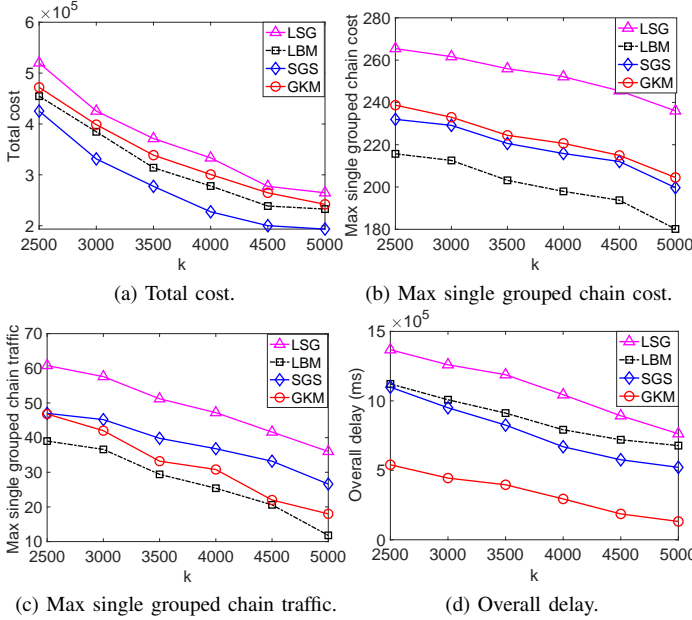 ×10^5
6
5
4
3
2
Total cost
2500 3000 3500 4000 4500 5000
k
LSG
LBM
SGS
GKM
(a) Total cost.
280
260
240
220
200
180
Max single grouped chain cost
2500 3000 3500 4000 4500 5000
k
LSG
LBM
SGS
GKM
(b) Max single grouped chain cost.
70
60
50
40
30
20
10
Max single grouped chain traffic
2500 3000 3500 4000 4500 5000
k
LSG
LBM
SGS
GKM
(c) Max single grouped chain traffic.
×10^5
15
10
5
0
Overall delay (ms)
2500 3000 3500 4000 4500 5000
k
LSG
LBM
SGS
GKM
(d) Overall delay.